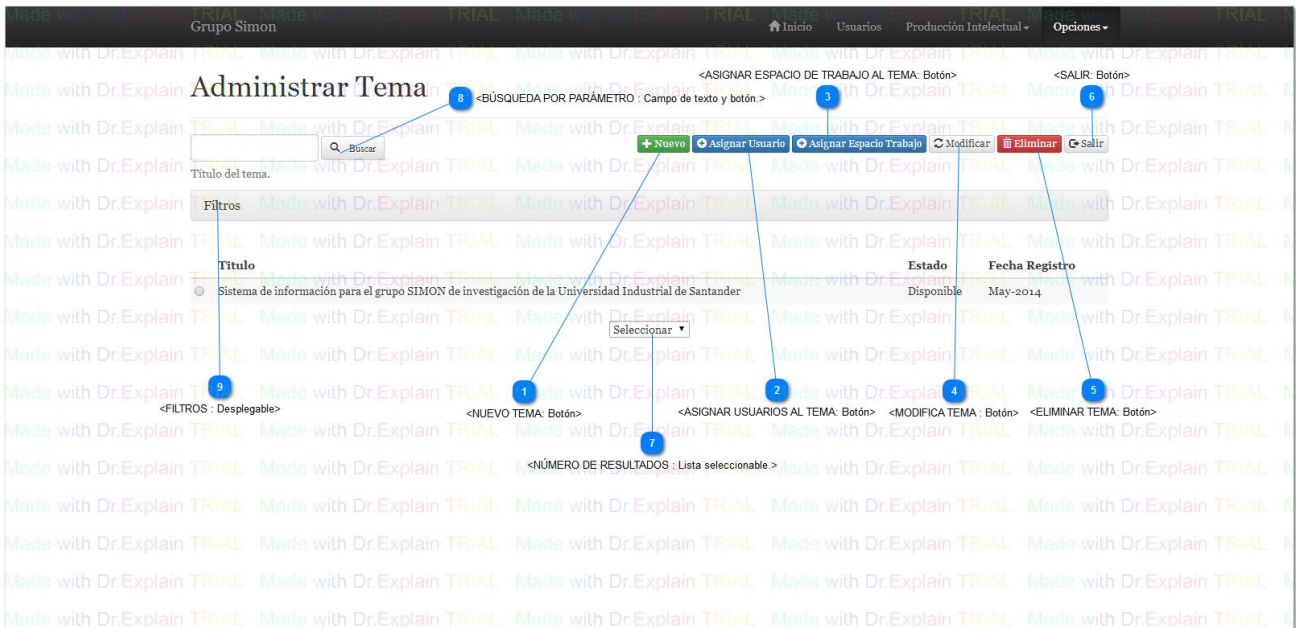 Grupo Simon Inicio Usuarios Producción Intelectual Opciones
Administrar Tema
<ASIGNAR ESPACIO DE TRABAJO AL TEMA: Botón>
<SALIR: Botón>
8 <BÚSQUEDA POR PARÁMETRO : Campo de texto y botón.>
3
6
Buscar
Nuevo Asignar Usuario Asignar Espacio Trabajo Modificar Eliminar Salir
Título del tema.
Filtros
Titulo Estado Fecha Registro
Sistema de información para el grupo SIMON de investigación de la Universidad Industrial de Santander Disponible May-2014
Seleccionar
9 1 2 4 5
<FILTROS : Desplegable> <NUEVO TEMA: Botón> <ASIGNAR USUARIOS AL TEMA: Botón> <MODIFICA TEMA : Botón> <ELIMINAR TEMA: Botón>
7
<NÚMERO DE RESULTADOS : Lista seleccionable.>
Made with Dr.Explain TRIAL